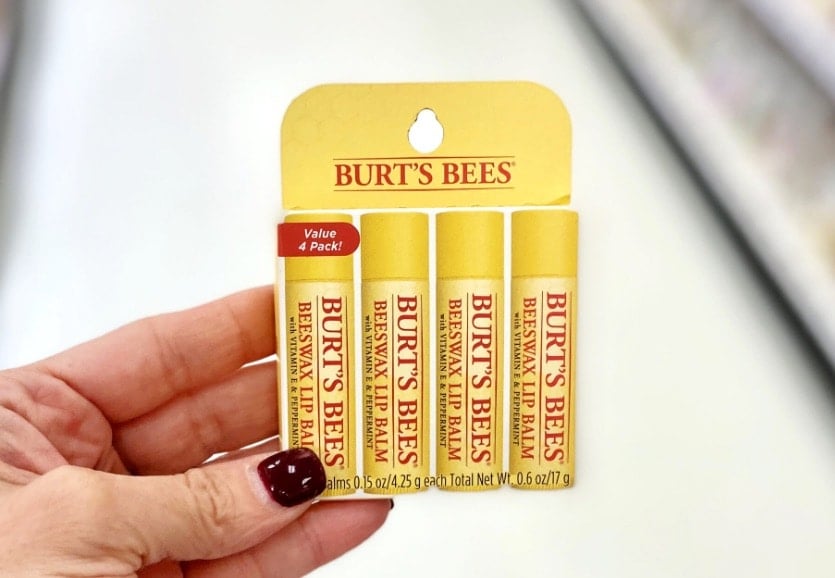 BURT'S BEES®
Value
4 Pack!
BURT'S BEES®
BEESWAX LIP BALM
with VITAMIN E & PEPPERMINT
BURT'S BEES®
BEESWAX LIP BALM
with VITAMIN E & PEPPERMINT
BURT'S BEES®
BEESWAX LIP BALM
with VITAMIN E & PEPPERMINT
BURT'S BEES®
BEESWAX LIP BALM
with VITAMIN E & PEPPERMINT
alms 0.15 oz/4.25 g each Total Net Wt. 0.6 oz/17 g